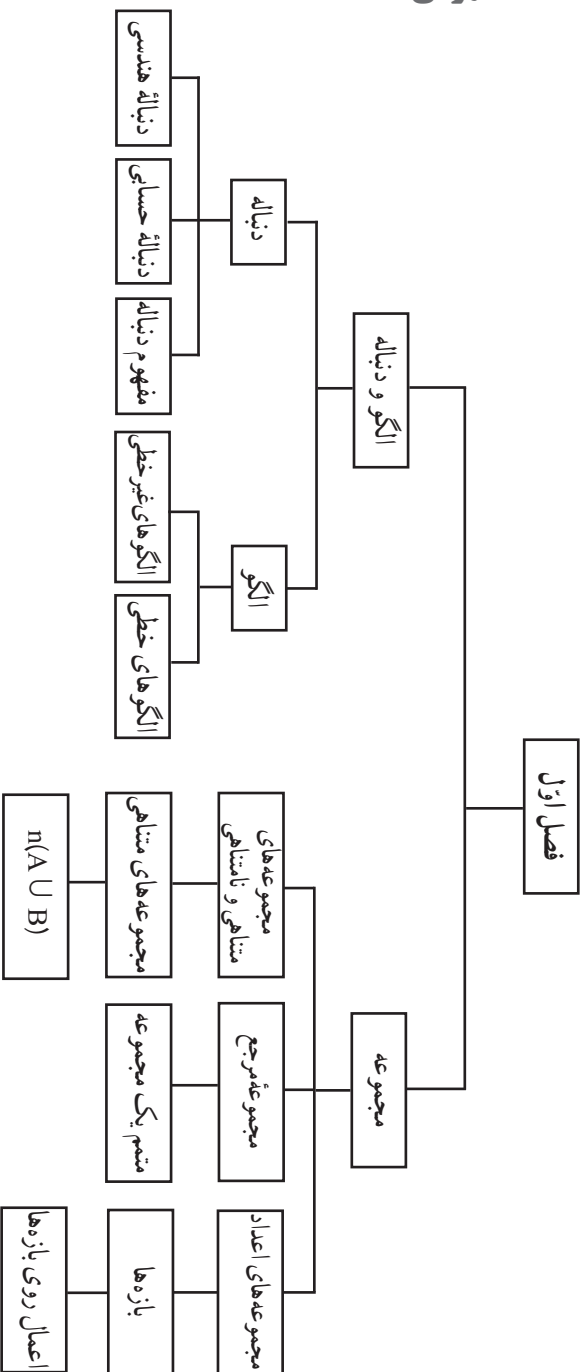 فصل اوّل
مجموعه
الگو و دنباله
مجموعه‌های اعداد
مجموعهٔ مرجع
مجموعه‌های
متناهی و نامتناهی
الگو
دنباله
بازه‌ها
متمم یک مجموعه
مجموعه‌های متناهی
الگوهای خطی
الگوهای غیرخطی
مفهوم دنباله
دنبالهٔ حسابی
دنبالهٔ هندسی
اعمال روی بازه‌ها
n(A ∪ B)